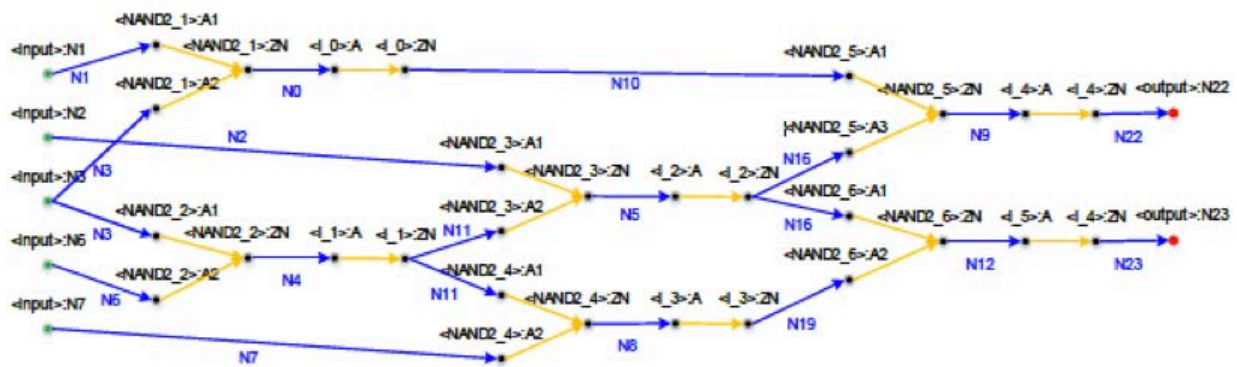 <NAND2_1>:A1
<Input>:N1
<NAND2_1>:ZN
<I_0>:A
<I_0>:ZN
<NAND2_5>:A1
N1
<NAND2_1>:A2
N0
N10
<NAND2_5>:ZN
<I_4>:A
<I_4>:ZN
<output>:N22
<Input>:N2
N2
<NAND2_5>:A3
N9
N22
<NAND2_3>:A1
N16
N3
<NAND2_3>:ZN
<I_2>:A
<I_2>:ZN
<Input>:N3
<NAND2_6>:A1
<NAND2_2>:A1
<NAND2_3>:A2
N5
N16
N3
<NAND2_2>:ZN
<I_1>:A
<I_1>:ZN
N11
<NAND2_6>:ZN
<I_5>:A
<I_4>:ZN
<output>:N23
<Input>:N6
<NAND2_6>:A2
<NAND2_2>:A2
N4
<NAND2_4>:A1
N12
N23
N6
N11
<NAND2_4>:ZN
<I_3>:A
<I_3>:ZN
<Input>:N7
N19
<NAND2_4>:A2
N8
N7